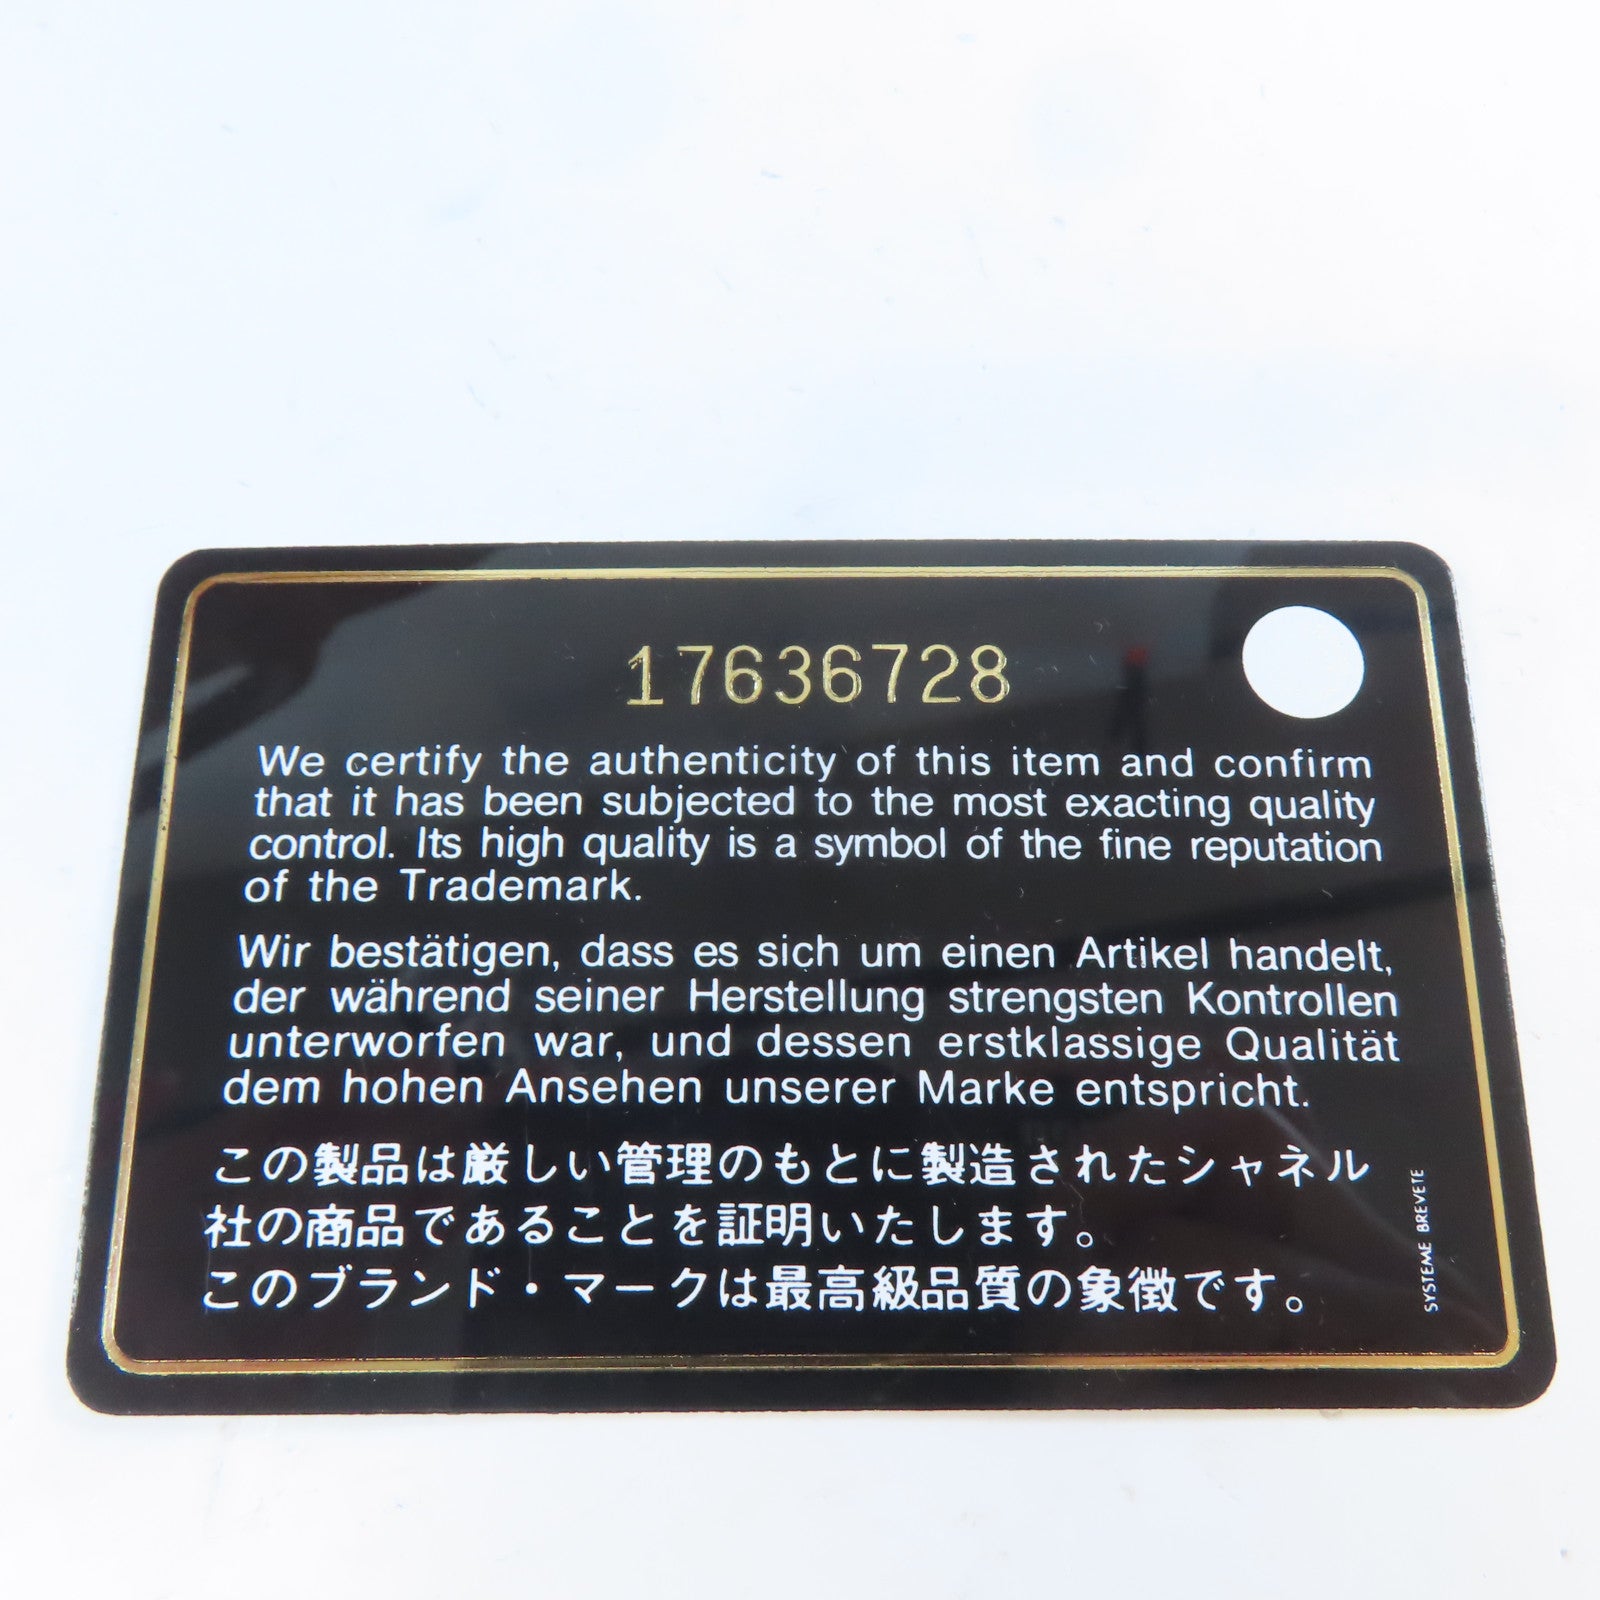 17636728
We certify the authenticity of this item and confirm
that it has been subjected to the most exacting quality
control. Its high quality is a symbol of the fine reputation
of the Trademark.
Wir bestätigen, dass es sich um einen Artikel handelt,
der während seiner Herstellung strengsten Kontrollen
unterworfen war, und dessen erstklassige Qualität
dem hohen Ansehen unserer Marke entspricht.
この製品は厳しい管理のもとに製造されたシャネル
社の商品であることを証明いたします。
このブランド・マークは最高級品質の象徴です。
SYSTEME BREVETE